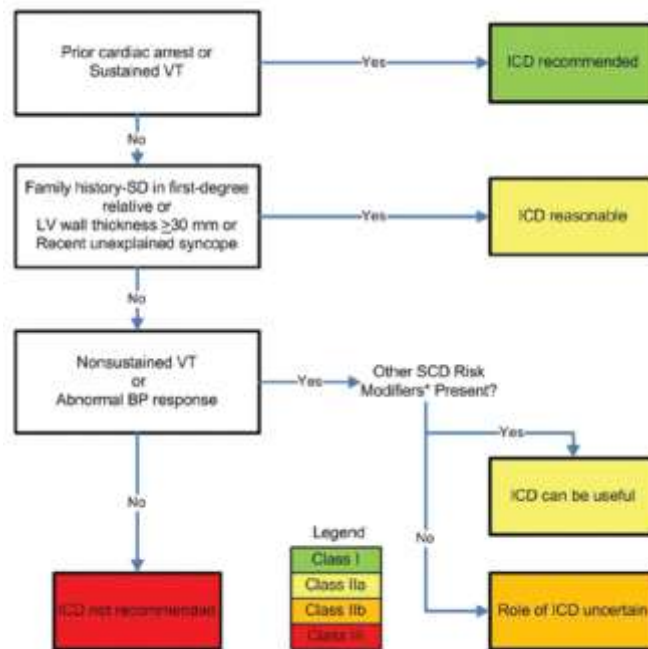 Prior cardiac arrest or
Sustained VT
Yes
ICD recommended
No
Family history-SD in first-degree
relative or
LV wall thickness ≥30 mm or
Recent unexplained syncope
Yes
ICD reasonable
No
Nonsustained VT
or
Abnormal BP response
Yes
Other SCD Risk
Modifiers* Present?
Yes
ICD can be useful
No
No
Legend
Class I
Class IIa
Class IIb
Class III
ICD not recommended
Role of ICD uncertain